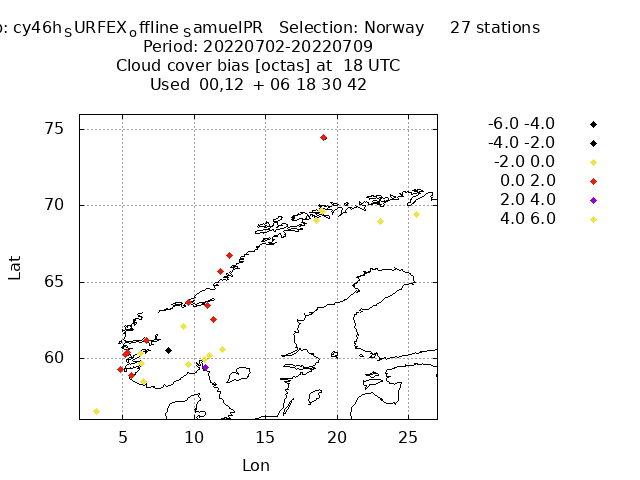 p: cy46hSURFEXoffline samuelPR Selection: Norway 27 stations
Period: 20220702-20220709
Cloud cover bias [octas] at 18 UTC
Used 00,12 + 06 18 30 42
75
70
65
60
5 10 15 20 25
Lat
Lon
-6.0 -4.0
-4.0 -2.0
-2.0 0.0
0.0 2.0
2.0 4.0
4.0 6.0